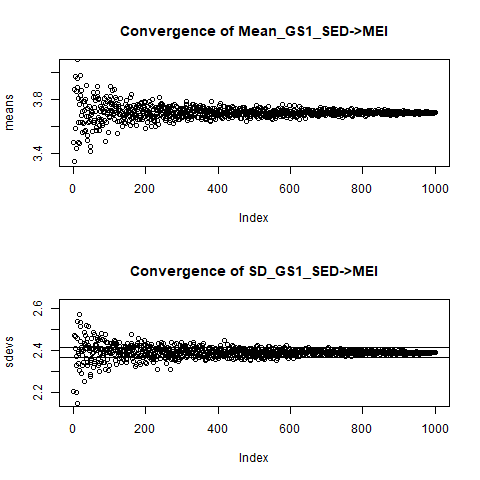 Convergence of Mean_GS1_SED->MEI
means
3.8
3.4
0 200 400 600 800 1000
Index
Convergence of SD_GS1_SED->MEI
sdevs
2.6
2.4
2.2
0 200 400 600 800 1000
Index